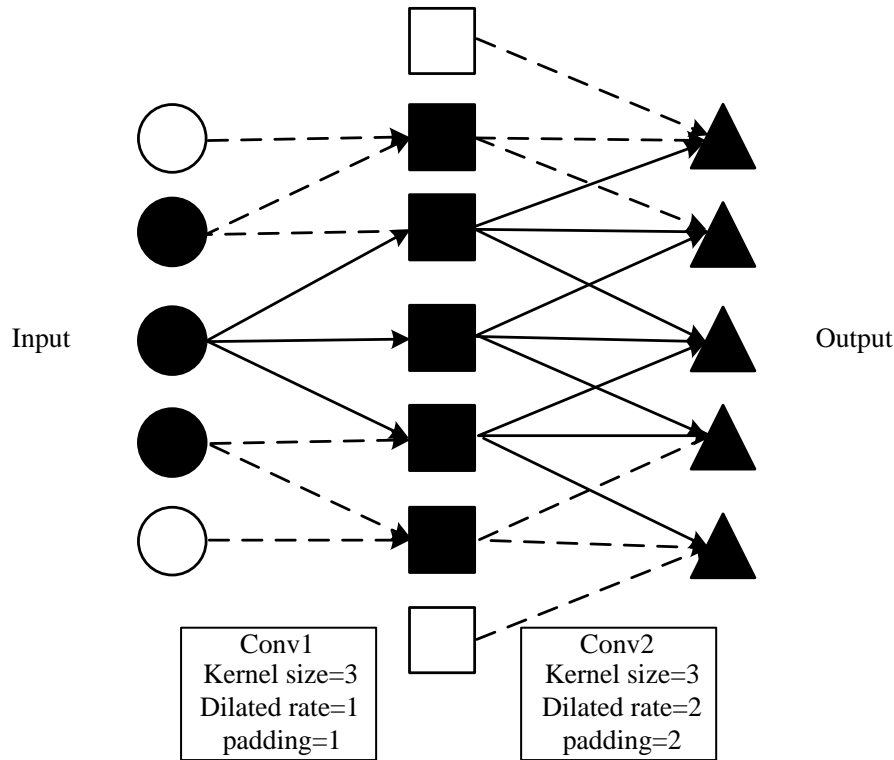 Input
Output
Conv1
Kernel size=3
Dilated rate=1
padding=1
Conv2
Kernel size=3
Dilated rate=2
padding=2